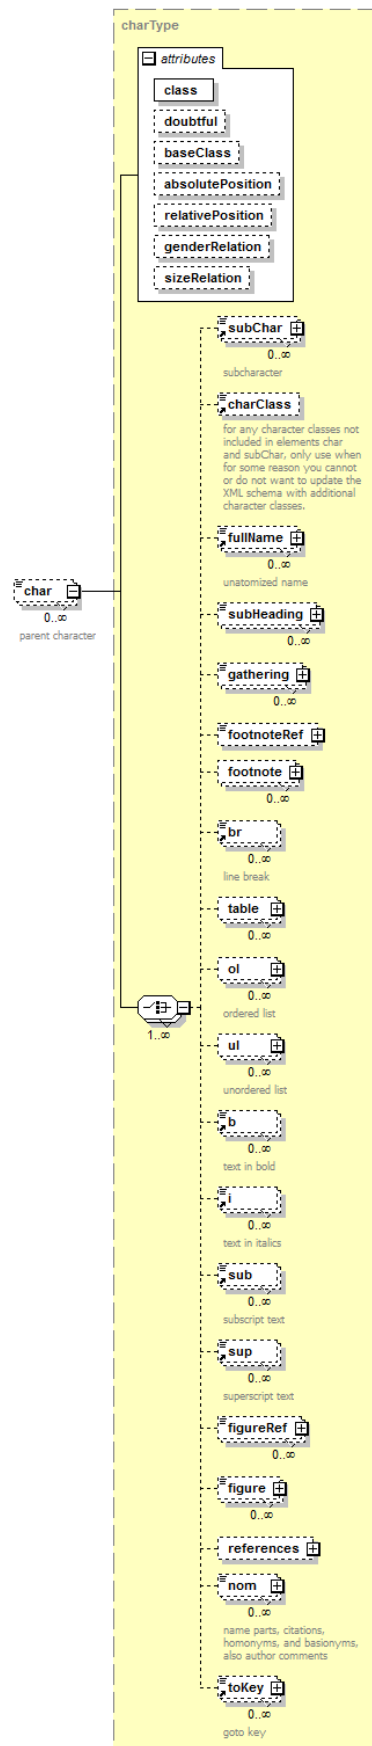 charType
attributes
class
doubtful
baseClass
absolutePosition
relativePosition
genderRelation
sizeRelation
subChar
0..∞
subcharacter
charClass
for any character classes not
included in elements char
and subChar, only use when
for some reason you cannot
or do not want to update the
XML schema with additional
character classes.
fullName
0..∞
unatomized name
char
0..∞
parent character
subHeading
0..∞
gathering
0..∞
footnoteRef
footnote
0..∞
br
0..∞
line break
table
0..∞
ol
0..∞
ordered list
1..∞
ul
0..∞
unordered list
b
0..∞
text in bold
i
0..∞
text in italics
sub
0..∞
subscript text
sup
0..∞
superscript text
figureRef
0..∞
figure
0..∞
references
nom
0..∞
name parts, citations,
homonyms, and basionyms,
also author comments
toKey
0..∞
goto key